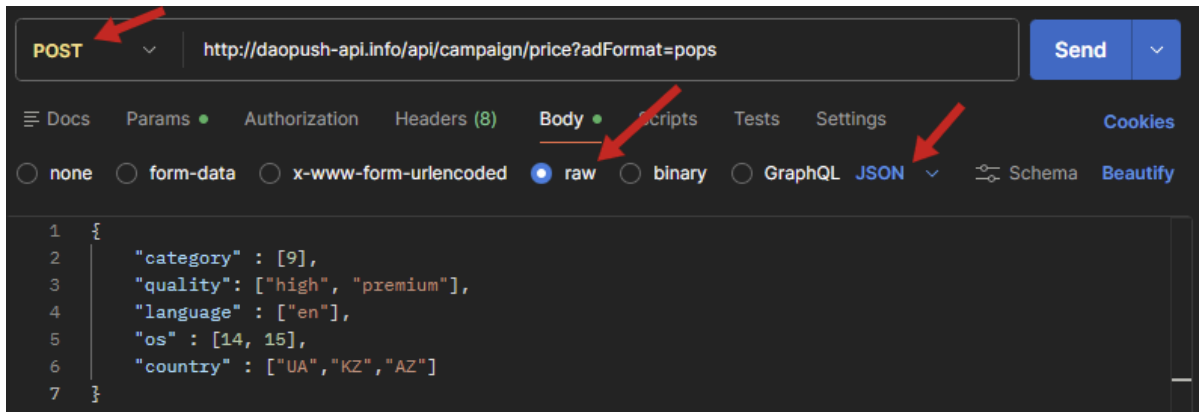 POST http://daopush-api.info/api/campaign/price?adFormat=pops Send
Docs Params Authorization Headers (8) Body Scripts Tests Settings Cookies
none form-data x-www-form-urlencoded raw binary GraphQL JSON Schema Beautify
1 {
2 "category" : [9],
3 "quality": ["high", "premium"],
4 "language" : ["en"],
5 "os" : [14, 15],
6 "country" : ["UA","KZ","AZ"]
7 }